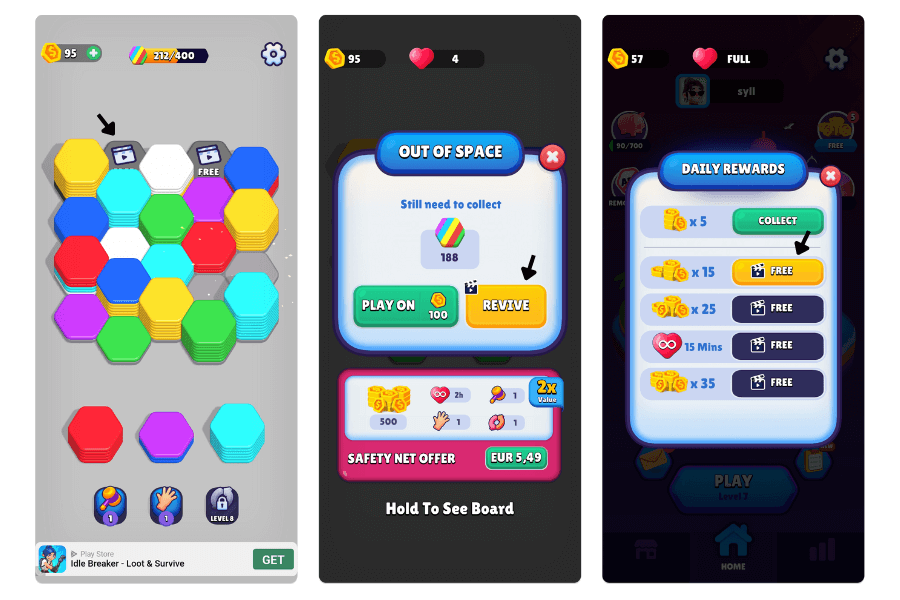 95
212/400
FREE
1
1
LEVEL 8
Play Store
Idle Breaker - Loot & Survive
GET
95
4
OUT OF SPACE
Still need to collect
188
PLAY ON
100
REVIVE
2x
Value
500
2h
1
1
1
SAFETY NET OFFER
EUR 5,49
Hold To See Board
57
FULL
syll
90/700
5
FREE
DAILY REWARDS
x 5
COLLECT
x 15
FREE
x 25
FREE
15 Mins
FREE
x 35
FREE
PLAY
Level 7
HOME